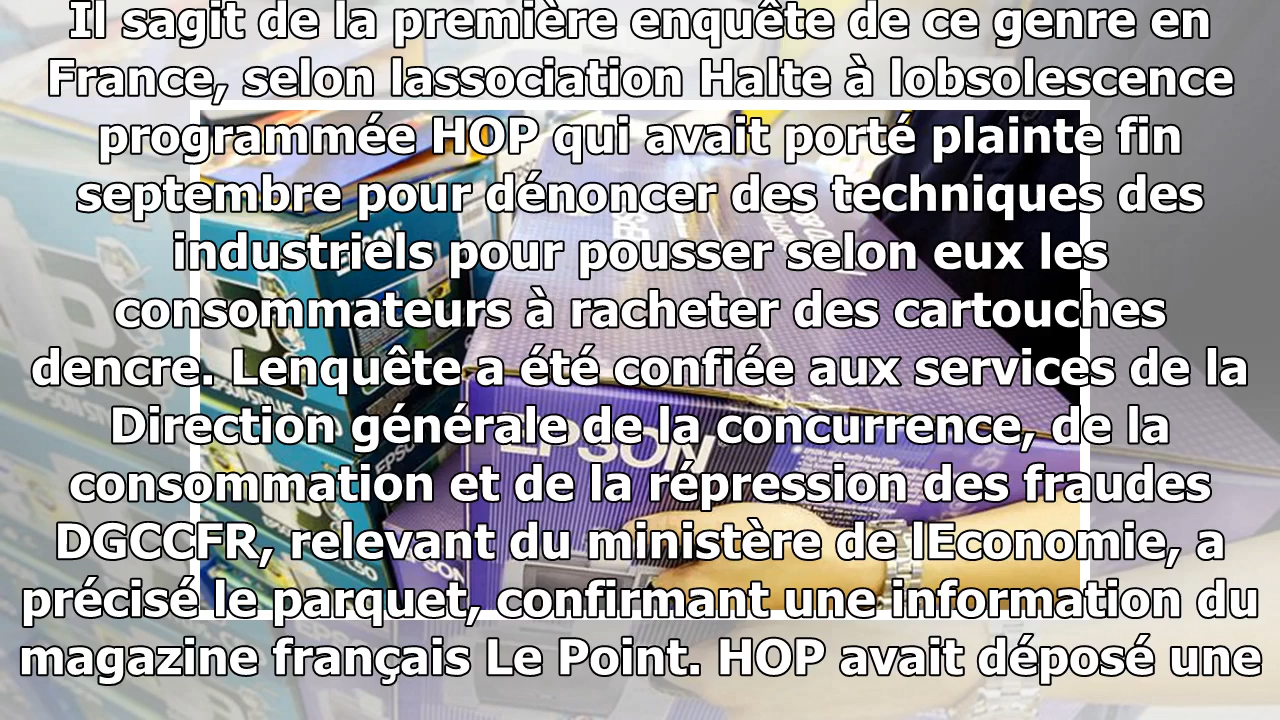 Il sagit de la première enquête de ce genre en
France, selon lassociation Halte à lobsolescence
programmée HOP qui avait porté plainte fin
septembre pour dénoncer des techniques des
industriels pour pousser selon eux les
consommateurs à racheter des cartouches
dencre. Lenquête a été confiée aux services de la
Direction générale de la concurrence, de la
consommation et de la répression des fraudes
DGCCFR, relevant du ministère de lEconomie, a
précisé le parquet, confirmant une information du
magazine français Le Point. HOP avait déposé une
EPSON
EPSON
EPSON
EPSON